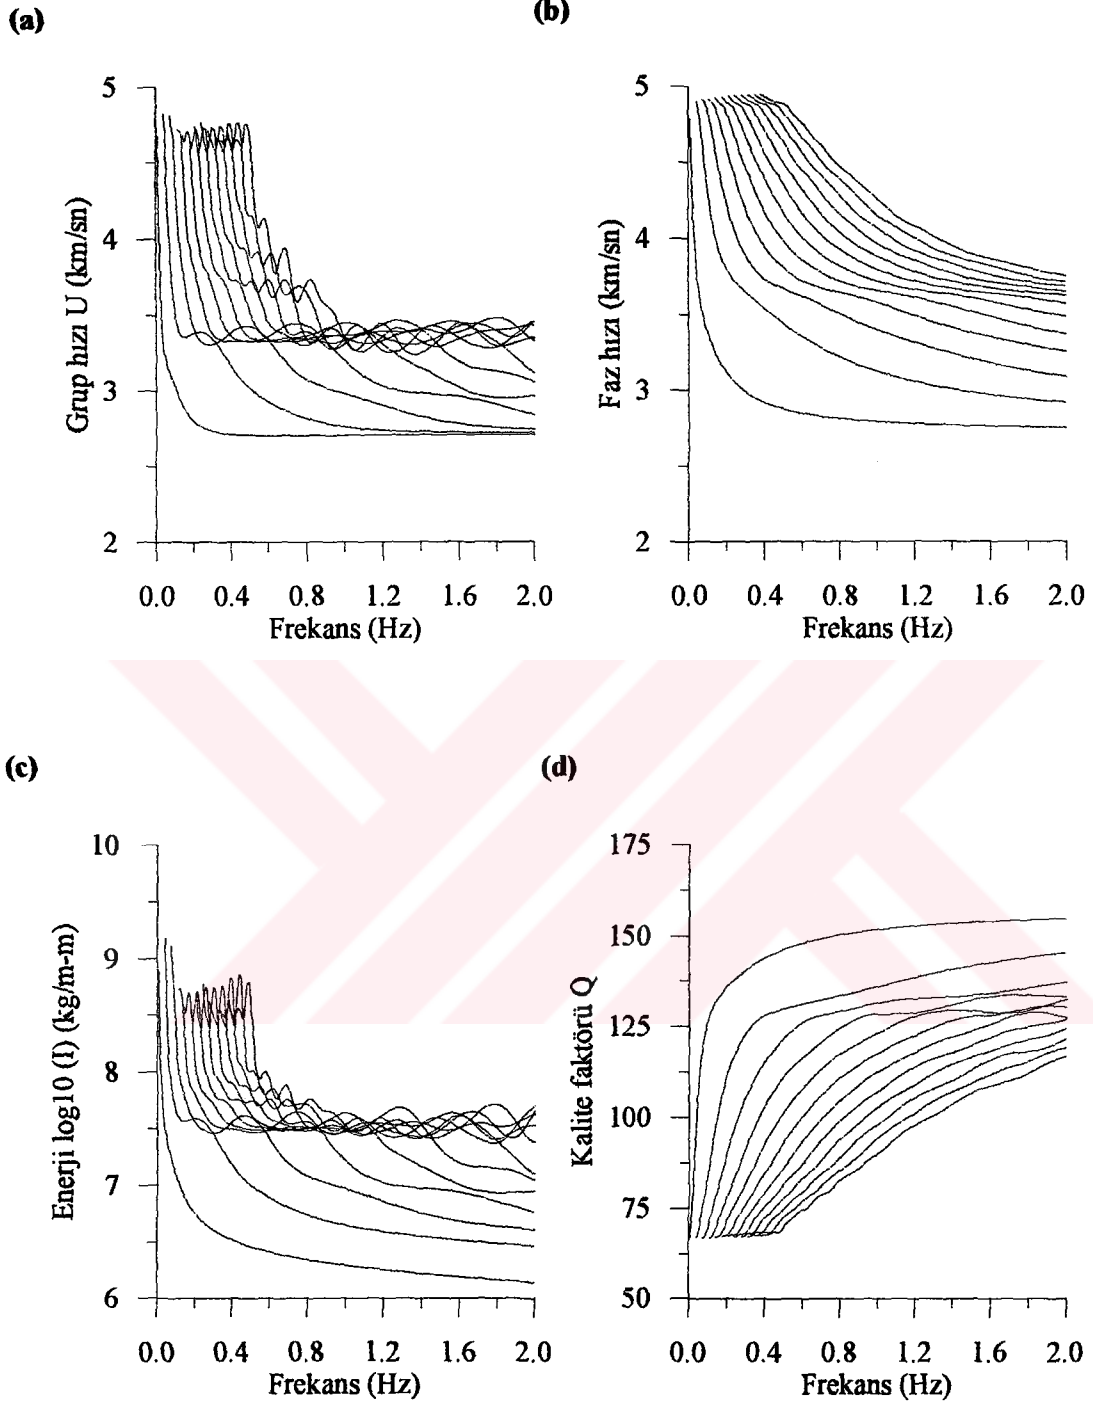 (a)
Grup hızı U (km/sn)
5
4
3
2
0.0 0.4 0.8 1.2 1.6 2.0
Frekans (Hz)
(b)
Faz hızı (km/sn)
5
4
3
2
0.0 0.4 0.8 1.2 1.6 2.0
Frekans (Hz)
(c)
Enerji log10 (I) (kg/m-m)
10
9
8
7
6
0.0 0.4 0.8 1.2 1.6 2.0
Frekans (Hz)
(d)
Kalite faktörü Q
175
150
125
100
75
50
0.0 0.4 0.8 1.2 1.6 2.0
Frekans (Hz)